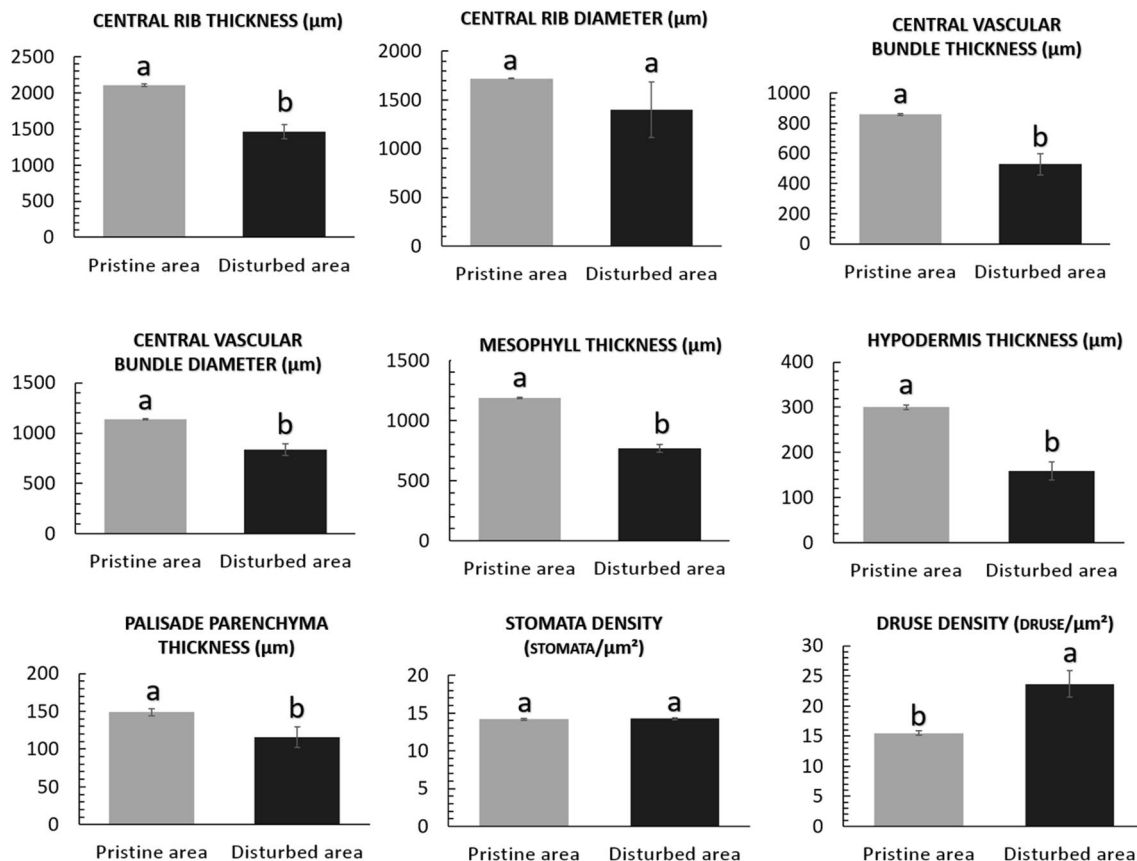 CENTRAL RIB THICKNESS (µm)
2500
2000
1500
1000
500
0
a
b
Pristine area Disturbed area
CENTRAL RIB DIAMETER (µm)
2000
1500
1000
500
0
a
a
Pristine area Disturbed area
CENTRAL VASCULAR
BUNDLE THICKNESS (µm)
1000
800
600
400
200
0
a
b
Pristine area Disturbed area
CENTRAL VASCULAR
BUNDLE DIAMETER (µm)
1500
1000
500
0
a
b
Pristine area Disturbed area
MESOPHYLL THICKNESS (µm)
1500
1000
500
0
a
b
Pristine area Disturbed area
HYPODERMIS THICKNESS (µm)
400
300
200
100
0
a
b
Pristine area Disturbed area
PALISADE PARENCHYMA
THICKNESS (µm)
200
150
100
50
0
a
b
Pristine area Disturbed area
STOMATA DENSITY
(STOMATA/µm²)
20
15
10
5
0
a
a
Pristine area Disturbed area
DRUSE DENSITY (DRUSE/µm²)
30
25
20
15
10
5
0
b
a
Pristine area Disturbed area